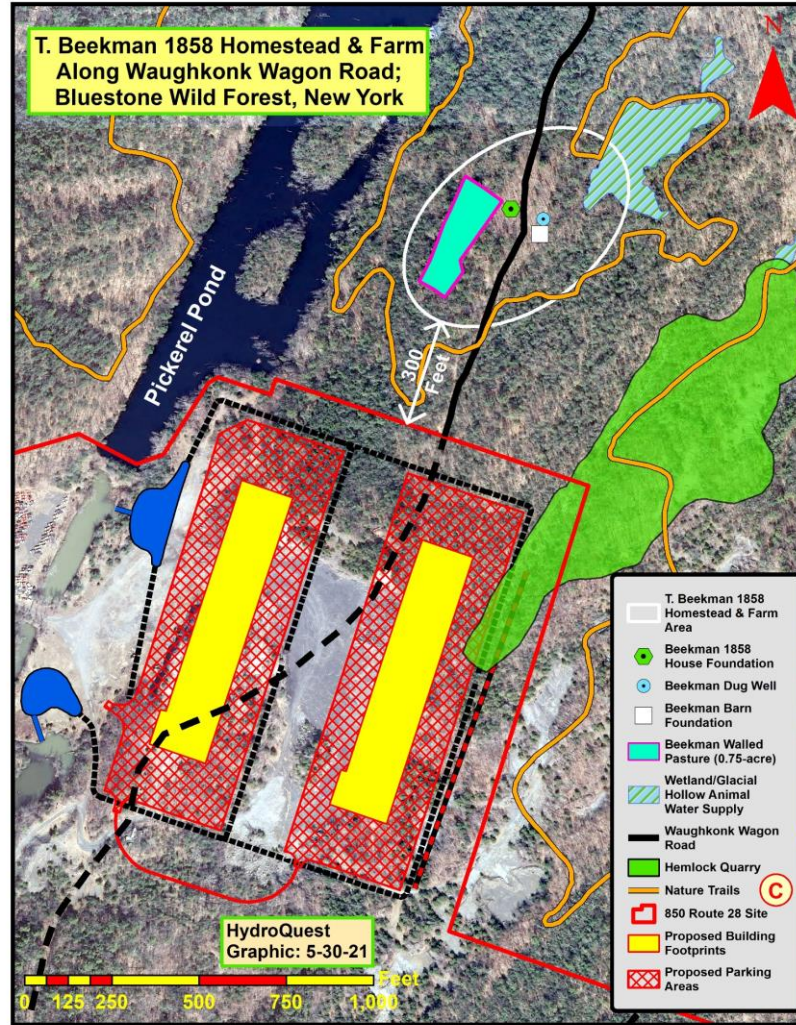 T. Beekman 1858 Homestead & Farm
Along Waughkonk Wagon Road;
Bluestone Wild Forest, New York
N
Pickerel Pond
300
Feet
T. Beekman 1858
Homestead & Farm
Area
Beekman 1858
House Foundation
Beekman Dug Well
Beekman Barn
Foundation
Beekman Walled
Pasture (0.75-acre)
Wetland/Glacial
Hollow Animal
Water Supply
Waughkonk Wagon
Road
Hemlock Quarry
Nature Trails
C
850 Route 28 Site
Proposed Building
Footprints
Proposed Parking
Areas
HydroQuest
Graphic: 5-30-21
Feet
0 125 250 500 750 1,000